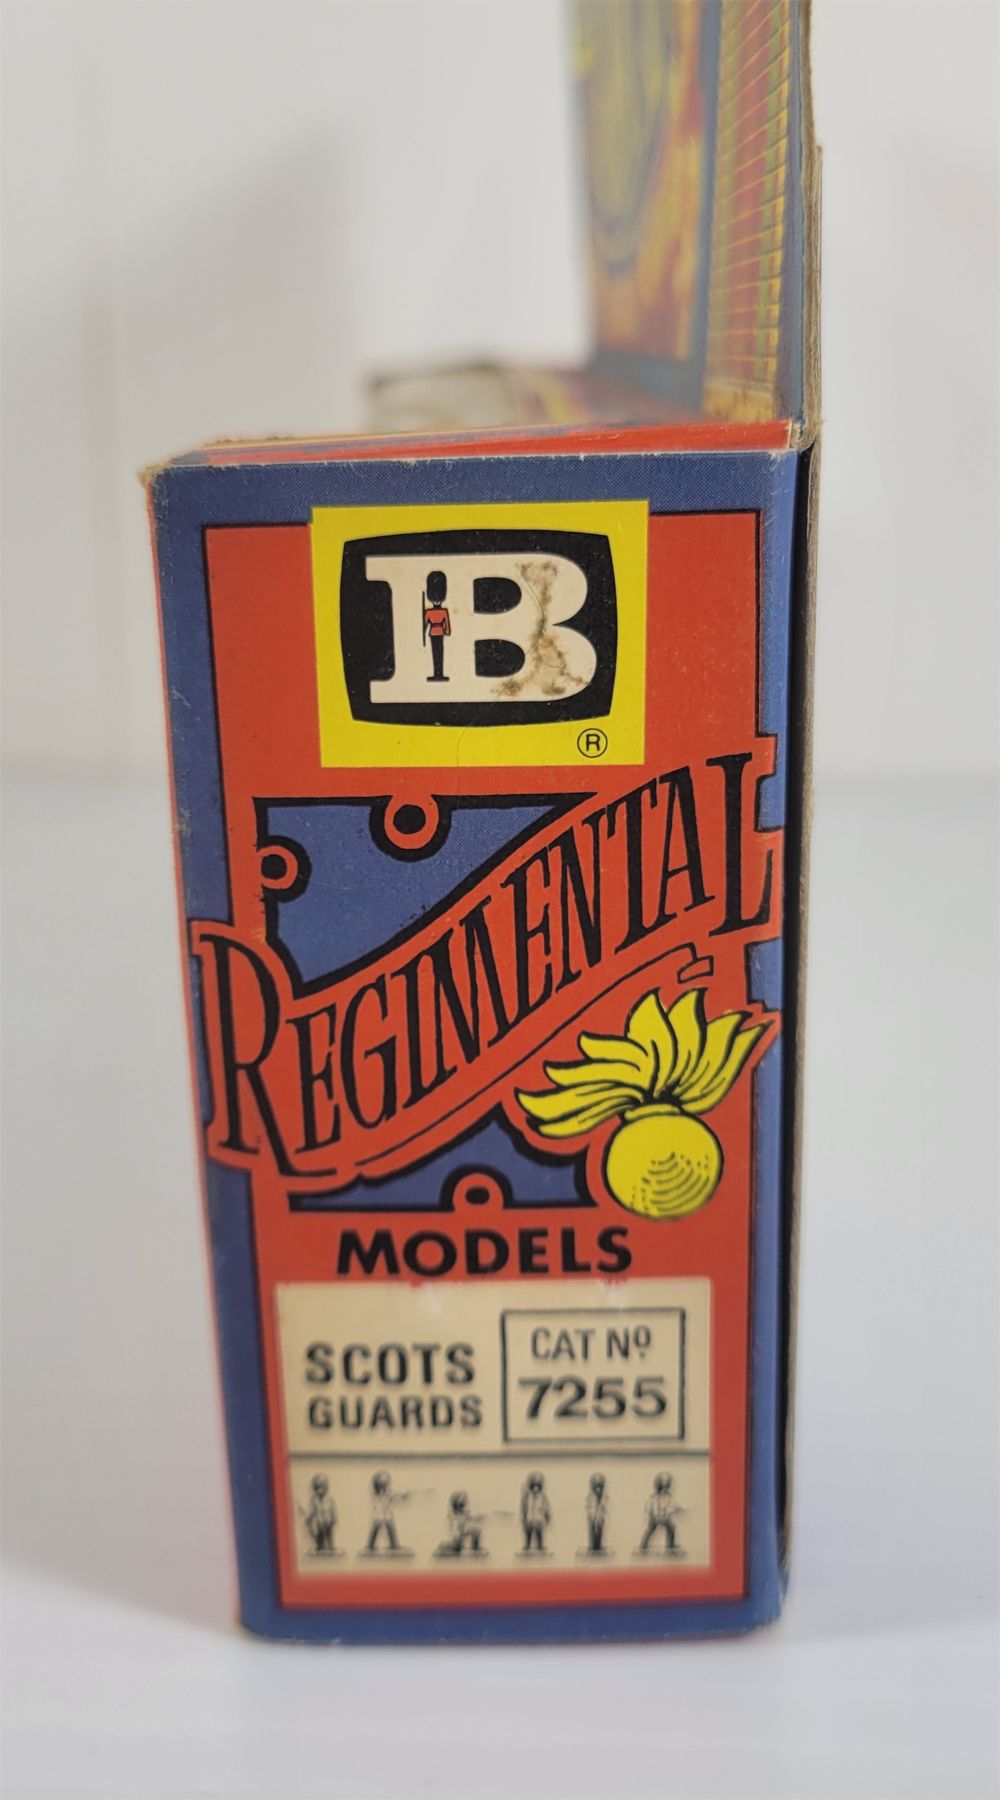 B
®
REGIMENTAL
MODELS
SCOTS
GUARDS
CAT Nº
7255